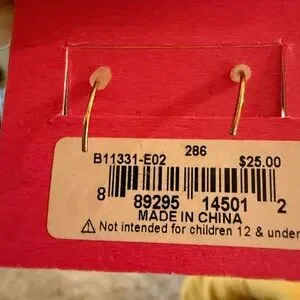 B11331-E02 286 $25.00
8 89295 14501 2
MADE IN CHINA
⚠ Not intended for children 12 & under